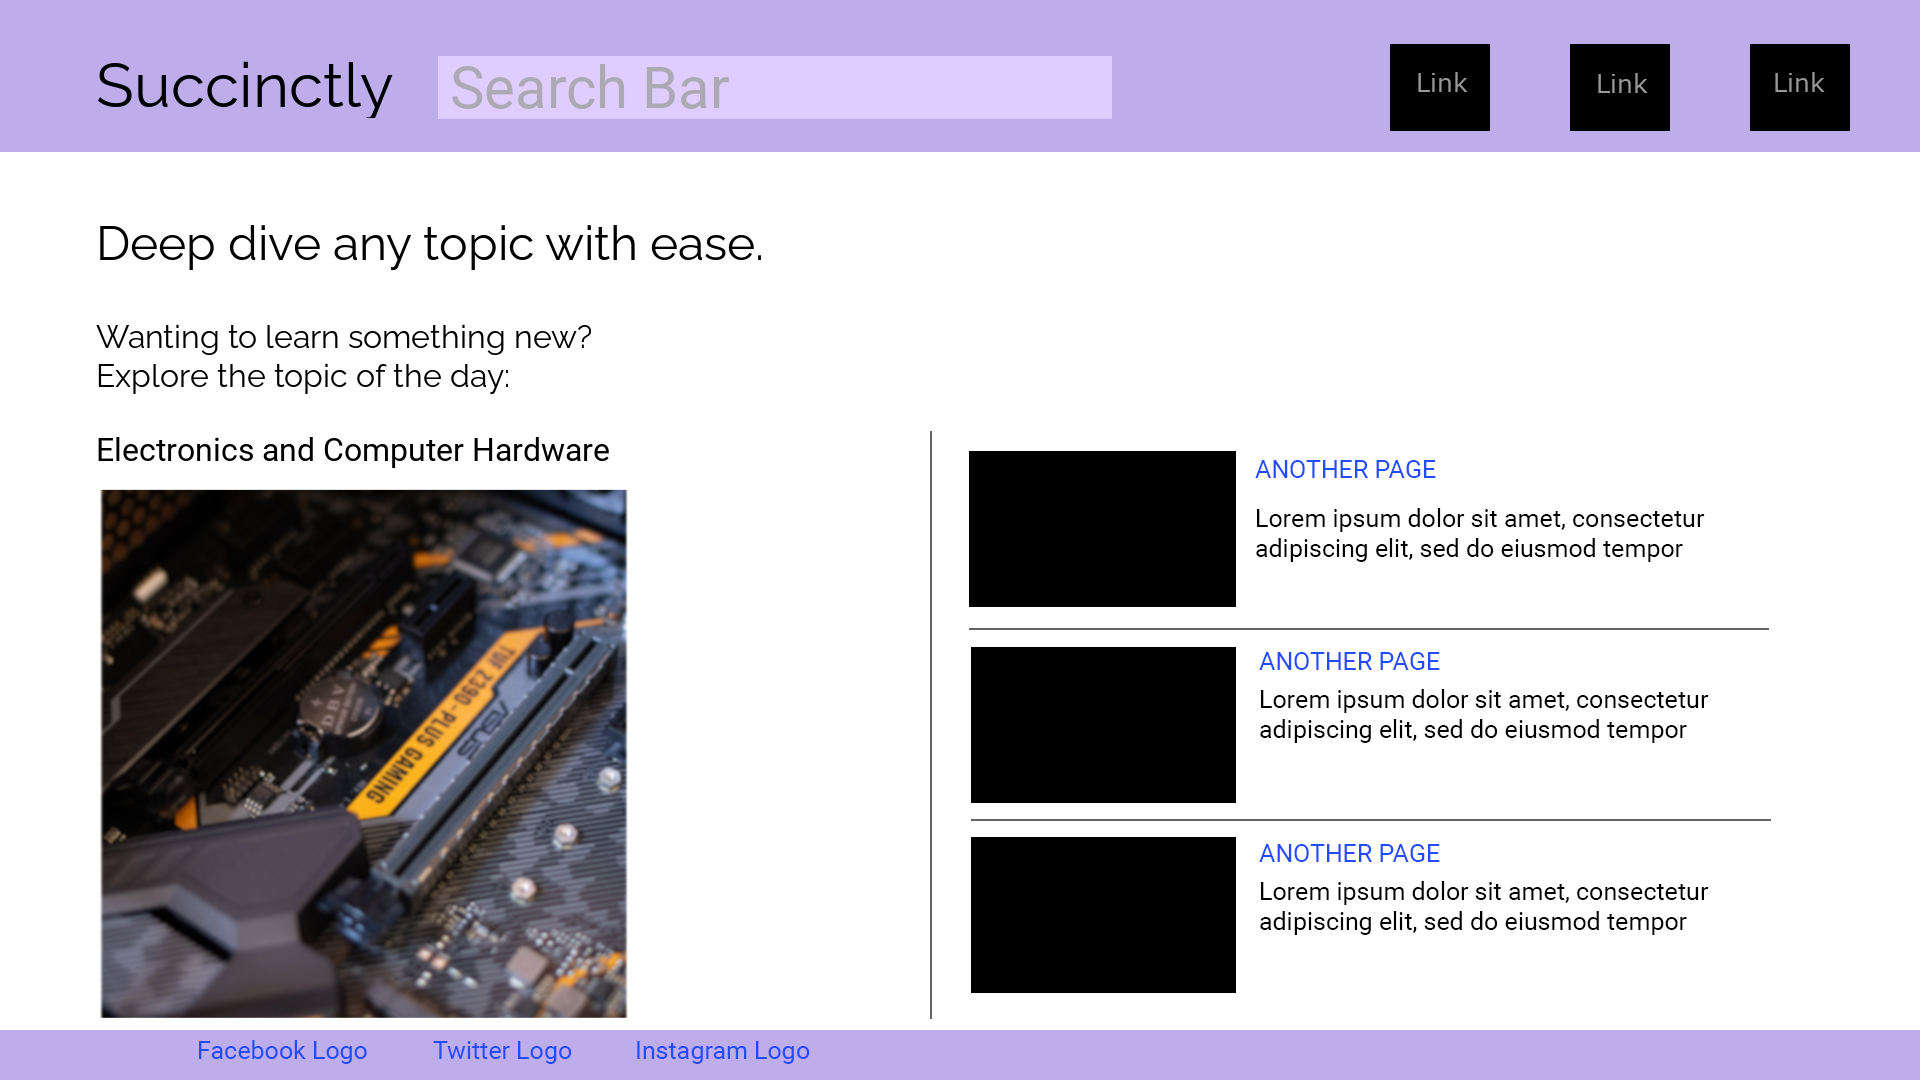 Succinctly
Search Bar
Link
Link
Link
Deep dive any topic with ease.
Wanting to learn something new?
Explore the topic of the day:
Electronics and Computer Hardware
TUF Z390-PLUS GAMING
ASUS
ANOTHER PAGE
Lorem ipsum dolor sit amet, consectetur
adipiscing elit, sed do eiusmod tempor
ANOTHER PAGE
Lorem ipsum dolor sit amet, consectetur
adipiscing elit, sed do eiusmod tempor
ANOTHER PAGE
Lorem ipsum dolor sit amet, consectetur
adipiscing elit, sed do eiusmod tempor
Facebook Logo
Twitter Logo
Instagram Logo